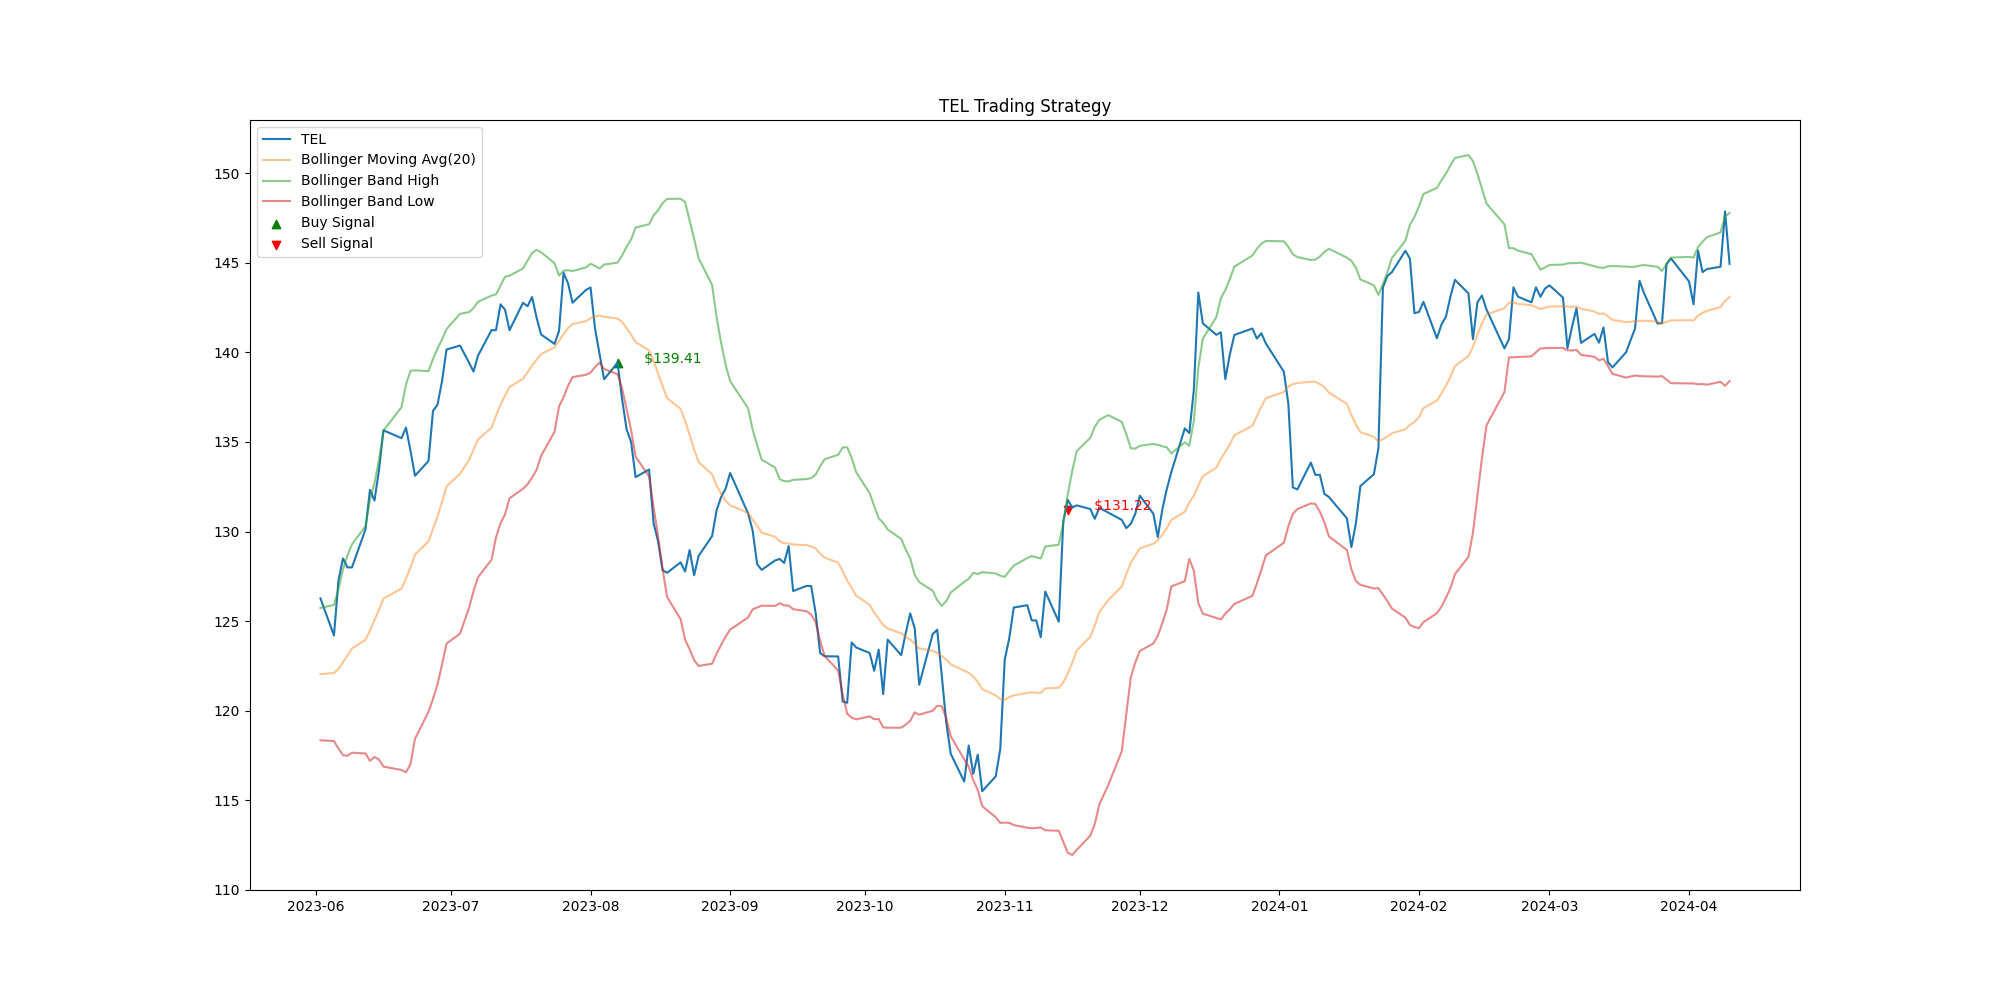 TEL Trading Strategy
TEL
Bollinger Moving Avg(20)
Bollinger Band High
Bollinger Band Low
Buy Signal
Sell Signal
150
145
140
135
130
125
120
115
110
$139.41
$131.22
2023-06 2023-07 2023-08 2023-09 2023-10 2023-11 2023-12 2024-01 2024-02 2024-03 2024-04